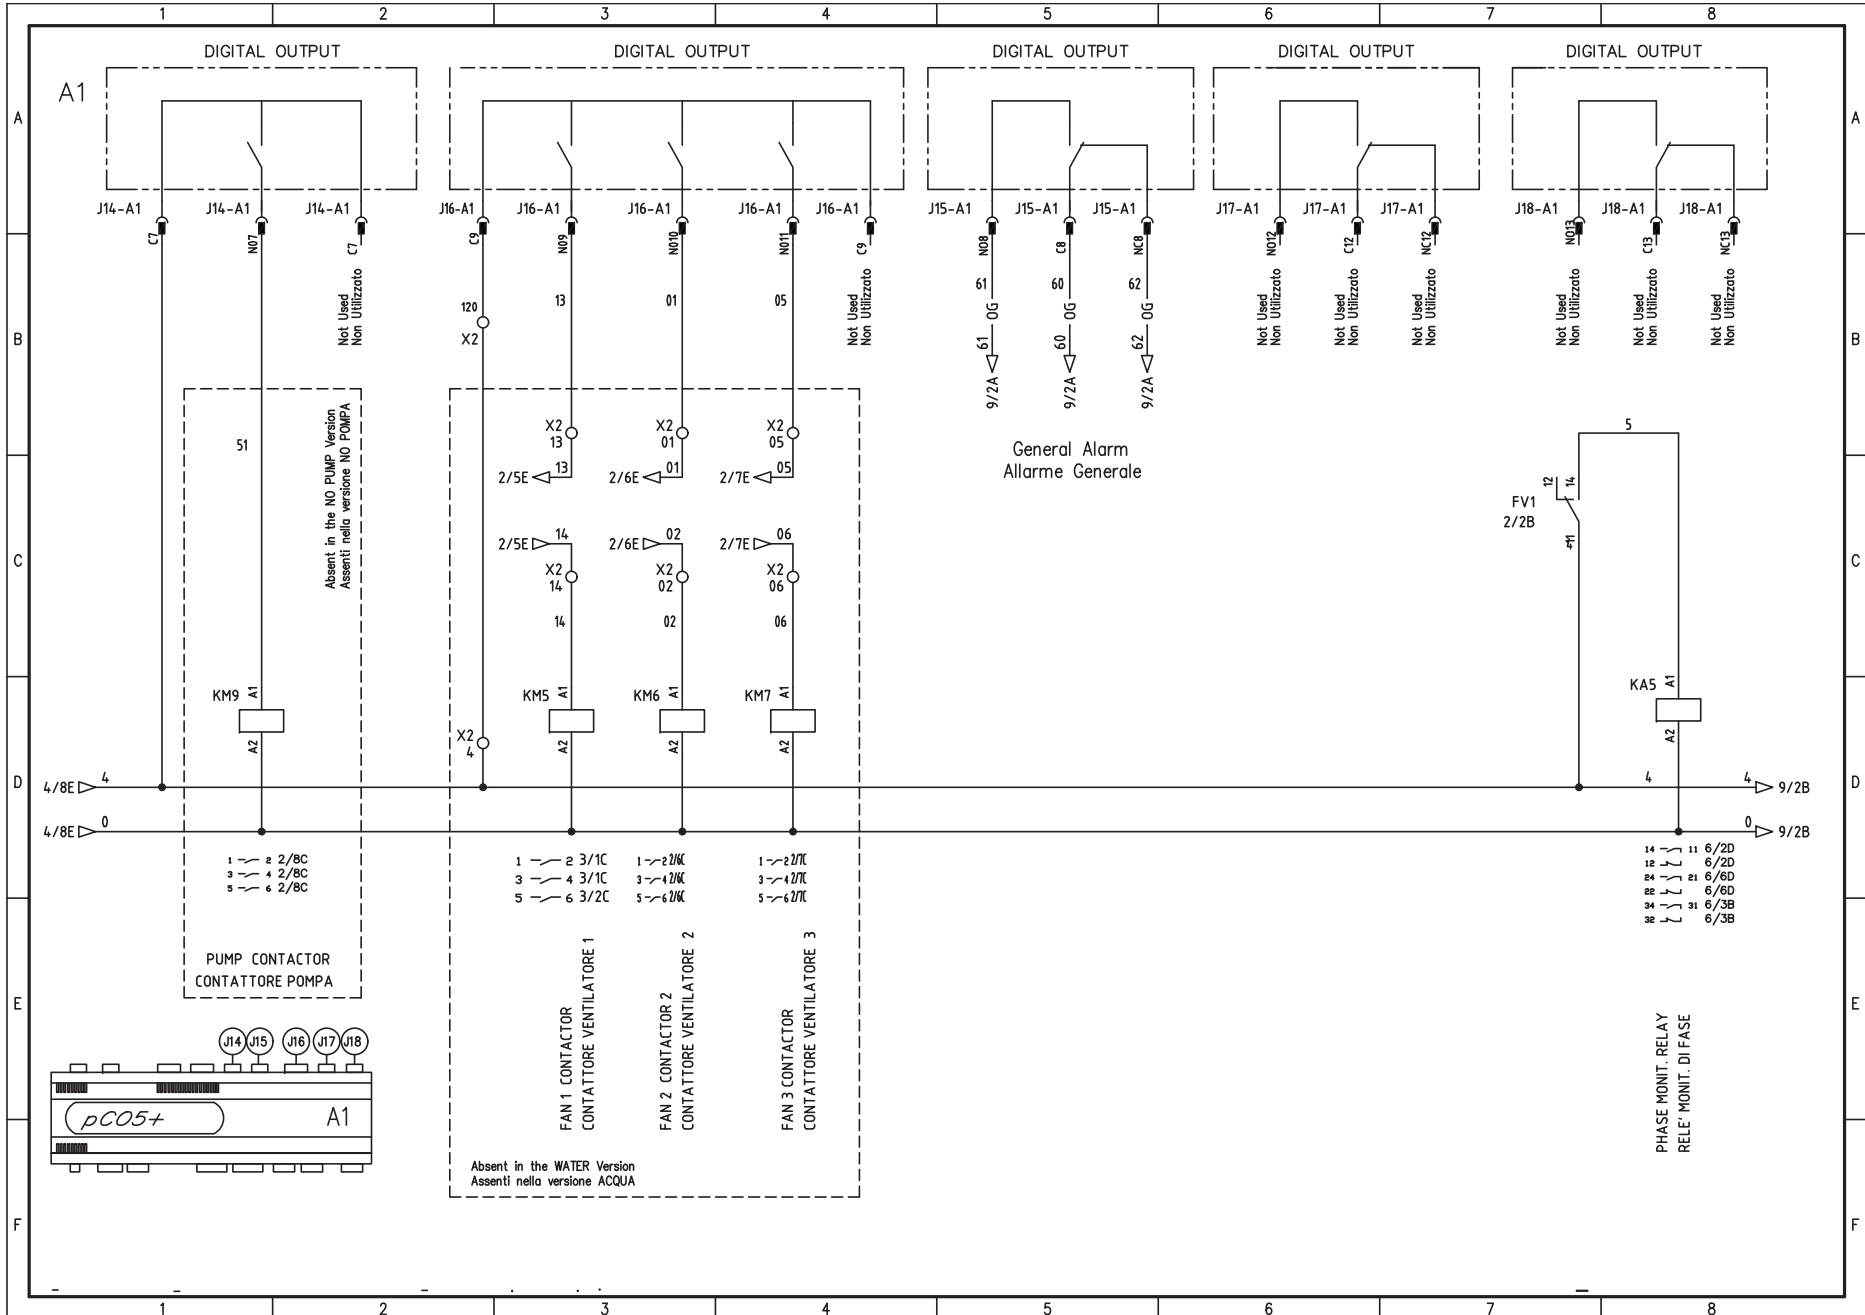 1 2 3 4 5 6 7 8
DIGITAL OUTPUT DIGITAL OUTPUT DIGITAL OUTPUT DIGITAL OUTPUT DIGITAL OUTPUT
A1
A A
J14-A1 J14-A1 J14-A1 J16-A1 J16-A1 J16-A1 J16-A1 J16-A1 J15-A1 J15-A1 J15-A1 J17-A1 J17-A1 J17-A1 J18-A1 J18-A1 J18-A1
C7 NO7 C7 C9 NO9 NO10 NO11 C9 NO8 C8 NC8 NO12 C12 NC12 NO13 C13 NC13
Not Used
Non Utilizzato
Not Used
Non Utilizzato
Not Used
Non Utilizzato
Not Used
Non Utilizzato
Not Used
Non Utilizzato
Not Used
Non Utilizzato
Not Used
Non Utilizzato
Not Used
Non Utilizzato
120 13 01 05
X2
61 60 62
OG OG OG
61 60 62
9/2A 9/2A 9/2A
B B
General Alarm
Allarme Generale
51
Absent in the NO PUMP Version
Assenti nella versione NO POMPA
X2 X2 X2
13 01 05
13 01 05
2/5E 2/6E 2/7E
14 02 06
2/5E 2/6E 2/7E
X2 X2 X2
14 02 06
14 02 06
5
12 14
FV1
2/2B
11
C C
KM9 A1 KM5 A1 KM6 A1 KM7 A1 KA5 A1
A2 A2 A2 A2 A2
X2
4
D D
4/8E 4 4 4 9/2B
4/8E 0 0 9/2B
1 2 2/8C
3 4 2/8C
5 6 2/8C
1 2 3/1C
3 4 3/1C
5 6 3/2C
1 2 2/6C
3 4 2/6C
5 6 2/6C
1 2 2/7C
3 4 2/7C
5 6 2/7C
14 11 6/2D
12 6/2D
24 21 6/6D
22 6/6D
34 31 6/3B
32 6/3B
PUMP CONTACTOR
CONTATTORE POMPA
FAN 1 CONTACTOR
CONTATTORE VENTILATORE 1
FAN 2 CONTACTOR 2
CONTATTORE VENTILATORE 2
FAN 3 CONTACTOR
CONTATTORE VENTILATORE 3
PHASE MONIT. RELAY
RELE' MONIT. DI FASE
E E
J14 J15 J16 J17 J18
pCO5+ A1
Absent in the WATER Version
Assenti nella versione ACQUA
F F
1 2 3 4 5 6 7 8